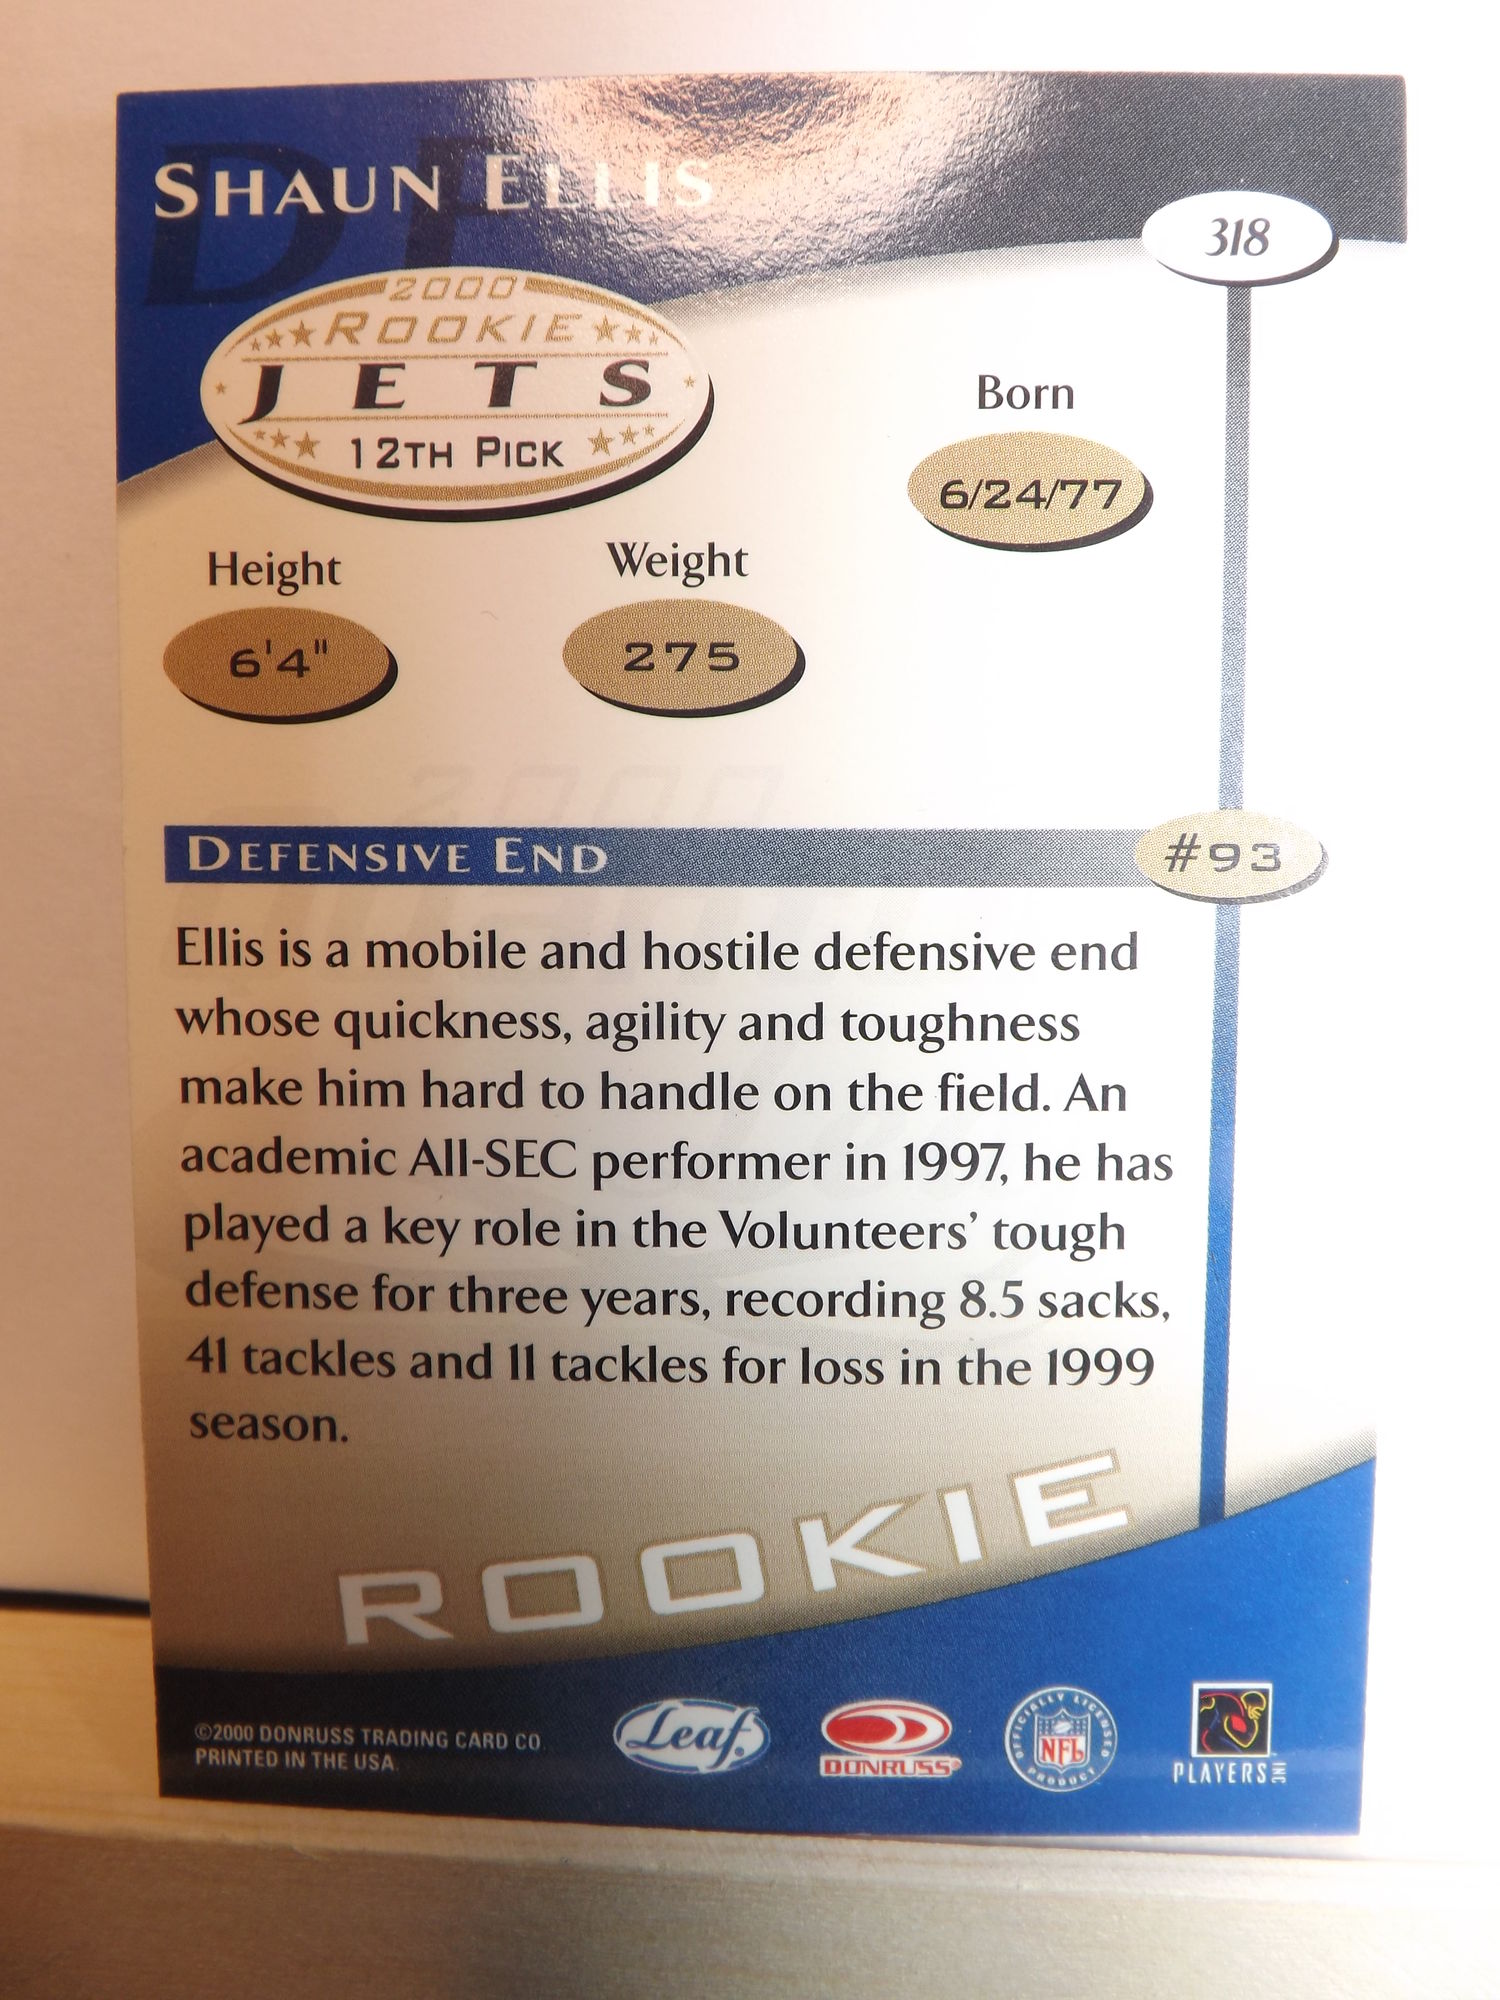 DE
SHAUN ELLIS
318
2000
ROOKIE
JETS
12TH PICK
Born
6/24/77
Height
6'4"
Weight
275
2000
DEFENSIVE END
#93
Ellis is a mobile and hostile defensive end
whose quickness, agility and toughness
make him hard to handle on the field. An
academic All-SEC performer in 1997, he has
played a key role in the Volunteers' tough
defense for three years, recording 8.5 sacks,
41 tackles and 11 tackles for loss in the 1999
season.
ROOKIE
©2000 DONRUSS TRADING CARD CO.
PRINTED IN THE USA.
Leaf®
DONRUSS®
OFFICIALLY LICENSED
NFL
PRODUCT
PLAYERS INC